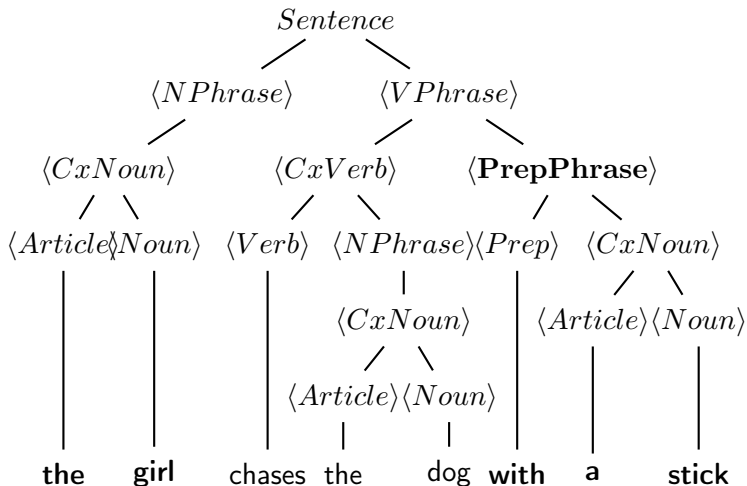 Sentence
⟨NPhrase⟩ ⟨VPhrase⟩
⟨CxNoun⟩ ⟨CxVerb⟩ ⟨PrepPhrase⟩
⟨Article⟩⟨Noun⟩ ⟨Verb⟩ ⟨NPhrase⟩⟨Prep⟩ ⟨CxNoun⟩
⟨CxNoun⟩ ⟨Article⟩⟨Noun⟩
⟨Article⟩⟨Noun⟩
the girl chases the dog with a stick